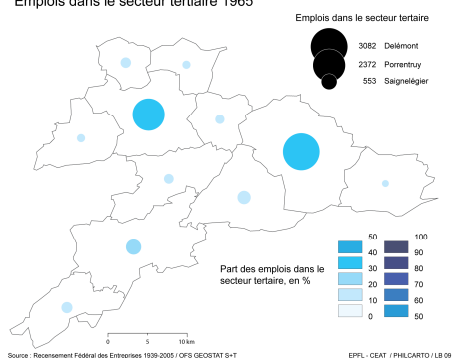 Emplois dans le secteur tertiaire 1965
Emplois dans le secteur tertaire
3082 Delémont
2372 Porrentruy
553 Saignelégier
Part des emplois dans le
secteur tertaire, en %
50 100
40 90
30 80
20 70
10 60
0 50
0 5 10 km
Source : Recensement Fédéral des Entreprises 1939-2005 / OFS GEOSTAT S+T
EPFL - CEAT / PHILCARTO / LB 09